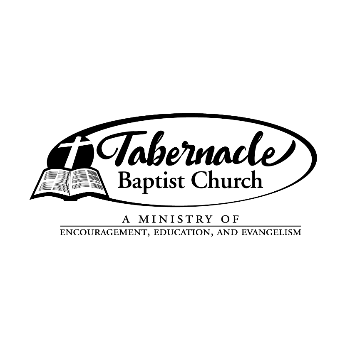 Tabernacle
Baptist Church
A MINISTRY OF
ENCOURAGEMENT, EDUCATION, AND EVANGELISM